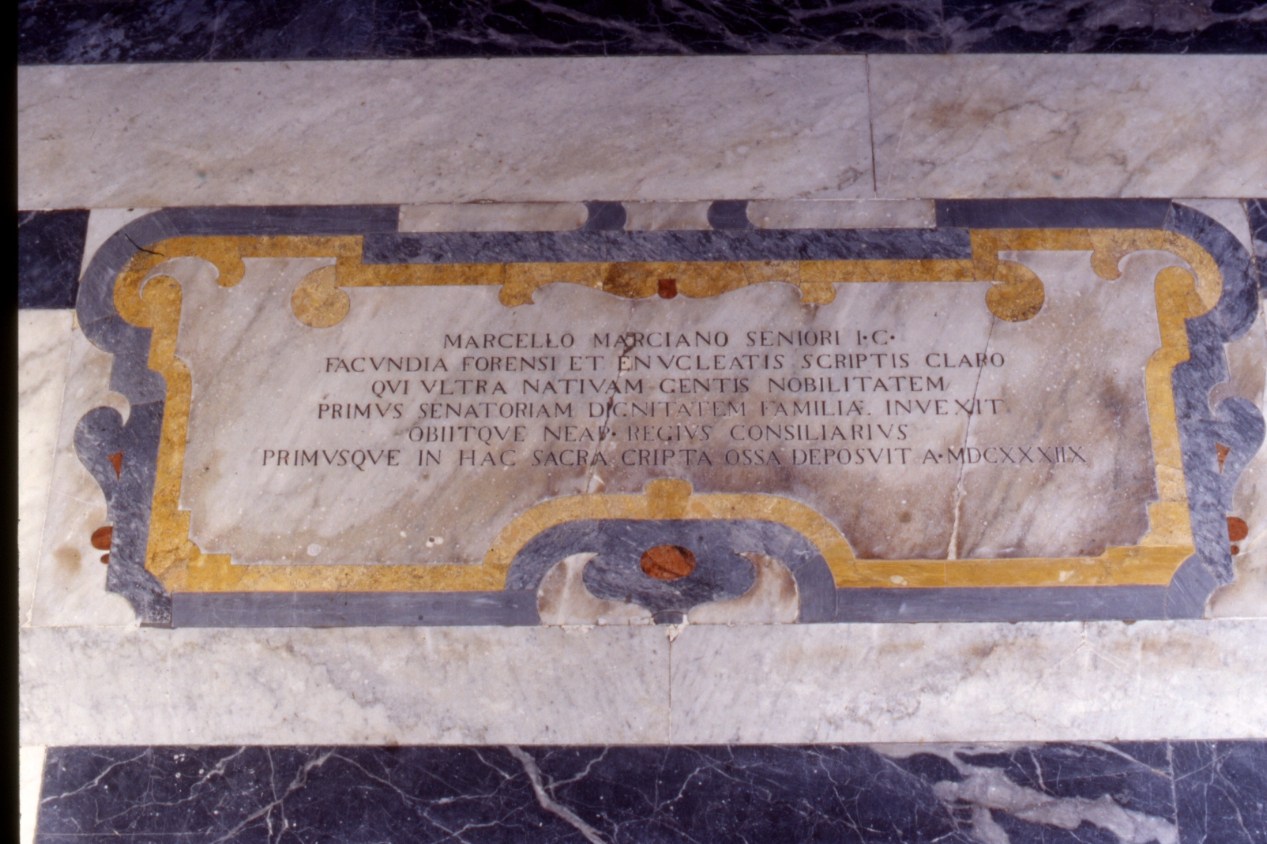 MARCELLO MARCIANO SENIORI I·C·
FACVNDIA FORENSI ET ENVCLEATIS SCRIPTIS CLARO
QVI VLTRA NATIVAM GENTIS NOBILITATEM
PRIMVS SENATORIAM DIGNITATEM FAMILIÆ INVEXIT
OBIITQVE NEAP· REGIVS CONSILIARIVS
PRIMVSQVE IN HAC SACRA CRIPTA OSSA DEPOSVIT A·MDCXXXIIX